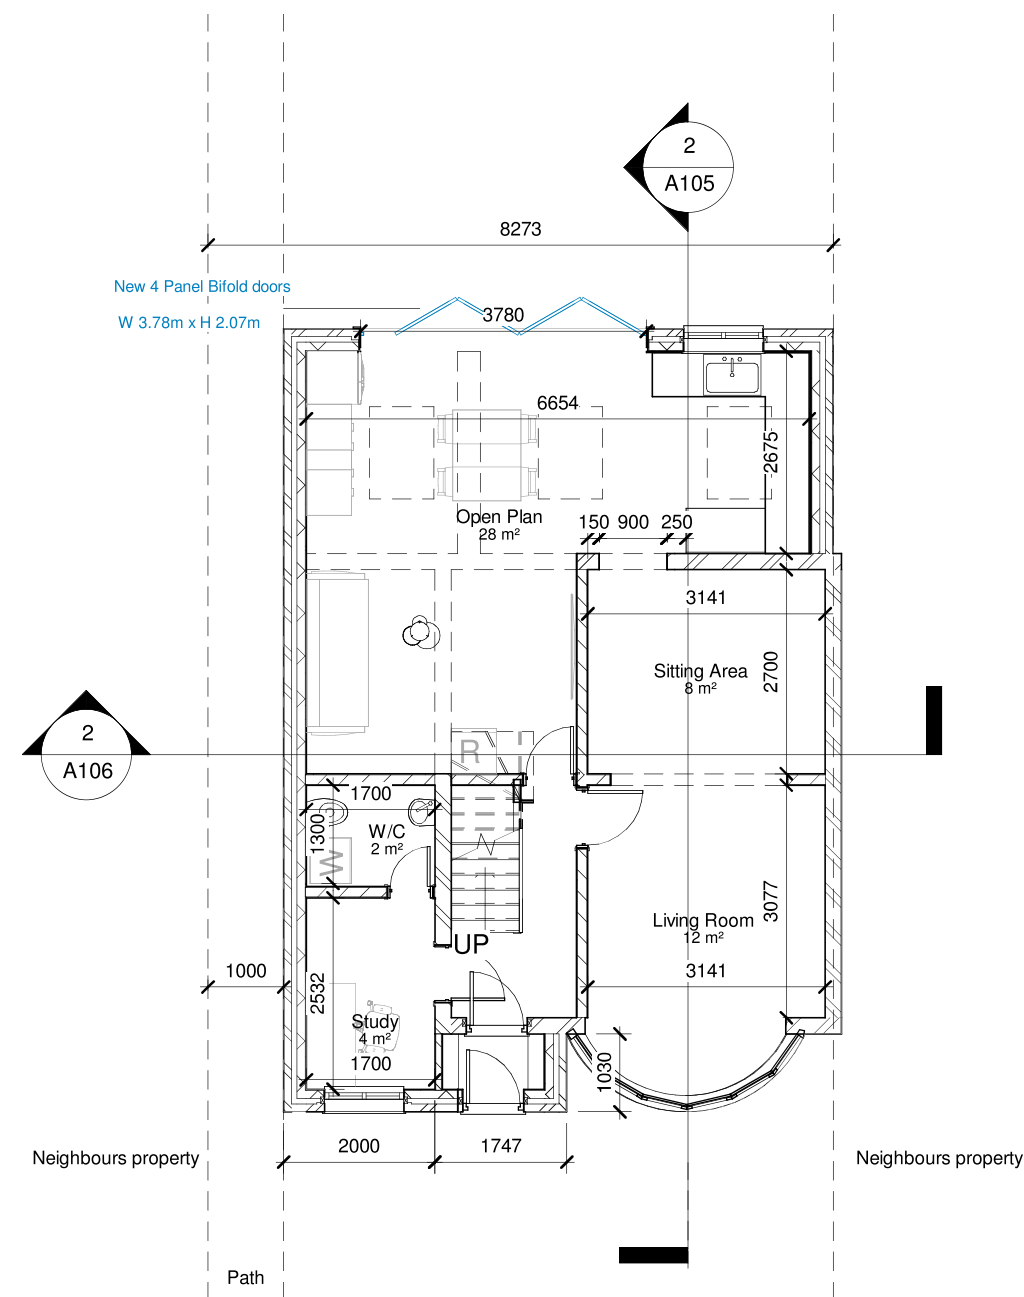 2
A105
8273
New 4 Panel Bifold doors
W 3.78m x H 2.07m
3780
6654
2675
Open Plan
28 m²
150 900 250
3141
Sitting Area
8 m²
2700
2
A106
R
1700
1300
W/C
2 m²
W
UP
Living Room
12 m²
3077
3141
1000
2532
Study
4 m²
1700
1030
2000
1747
Neighbours property
Neighbours property
Path